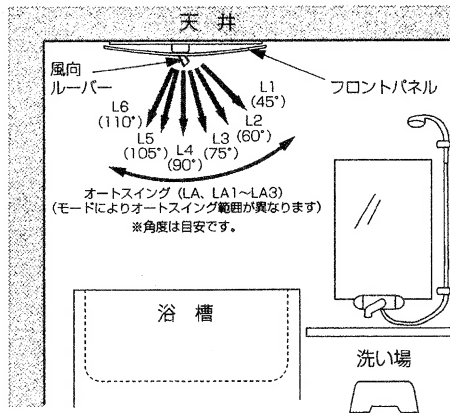 天井
風向
ルーバー
フロントパネル
L1
(45°)
L2
(60°)
L3
(75°)
L4
(90°)
L5
(105°)
L6
(110°)
オートスイング（LA、LA1～LA3）
（モードによりオートスイング範囲が異なります）
※角度は目安です。
浴槽
洗い場